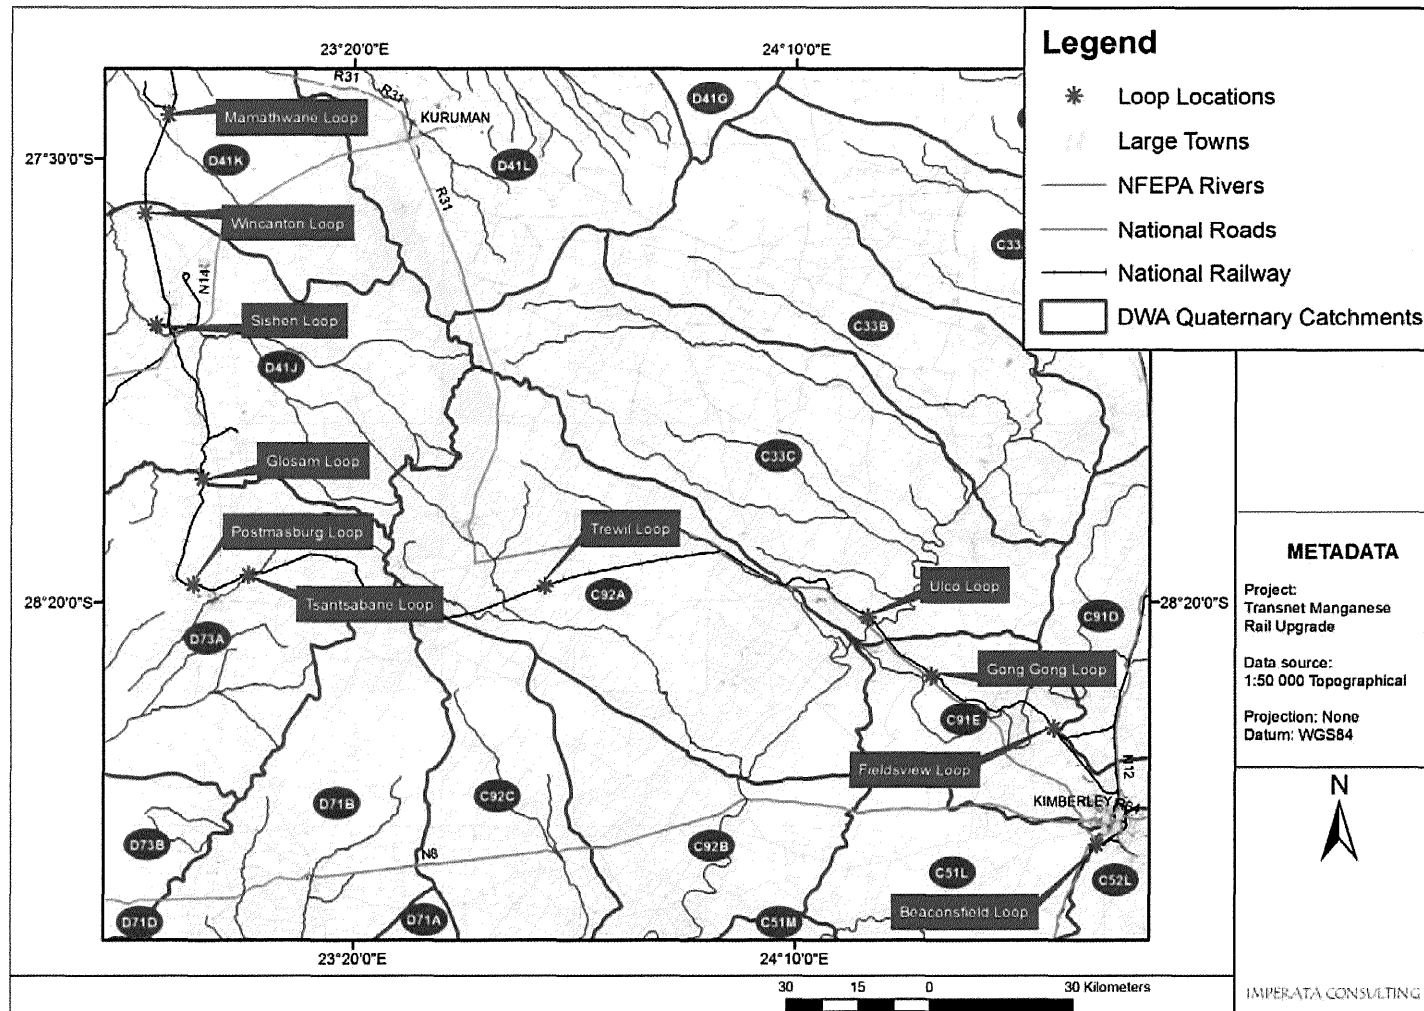 23°20'0"E
24°10'0"E
Legend
Loop Locations
Large Towns
NFEPA Rivers
National Roads
National Railway
DWA Quaternary Catchments
R31
R31
KURUMAN
D41G
Mamathwane Loop
27°30'0"S
D41K
D41L
R31
Wincanton Loop
C33
N14
Sishen Loop
C33B
D41J
Glosam Loop
C33C
Postmasburg Loop
Trewil Loop
METADATA
Ulco Loop
Project:
Transnet Manganese
Rail Upgrade
28°20'0"S
Tsantsabane Loop
C92A
28°20'0"S
C91D
D73A
Gong Gong Loop
Data source:
1:50 000 Topographical
C91E
Projection: None
Datum: WGS84
Fieldsview Loop
N12
N
D71B
C92C
KIMBERLEY
R64
D73B
N8
C92B
C51L
C52L
D71D
D71A
C51M
Beaconsfield Loop
23°20'0"E
24°10'0"E
30 15 0 30 Kilometers
IMPERATA CONSULTING